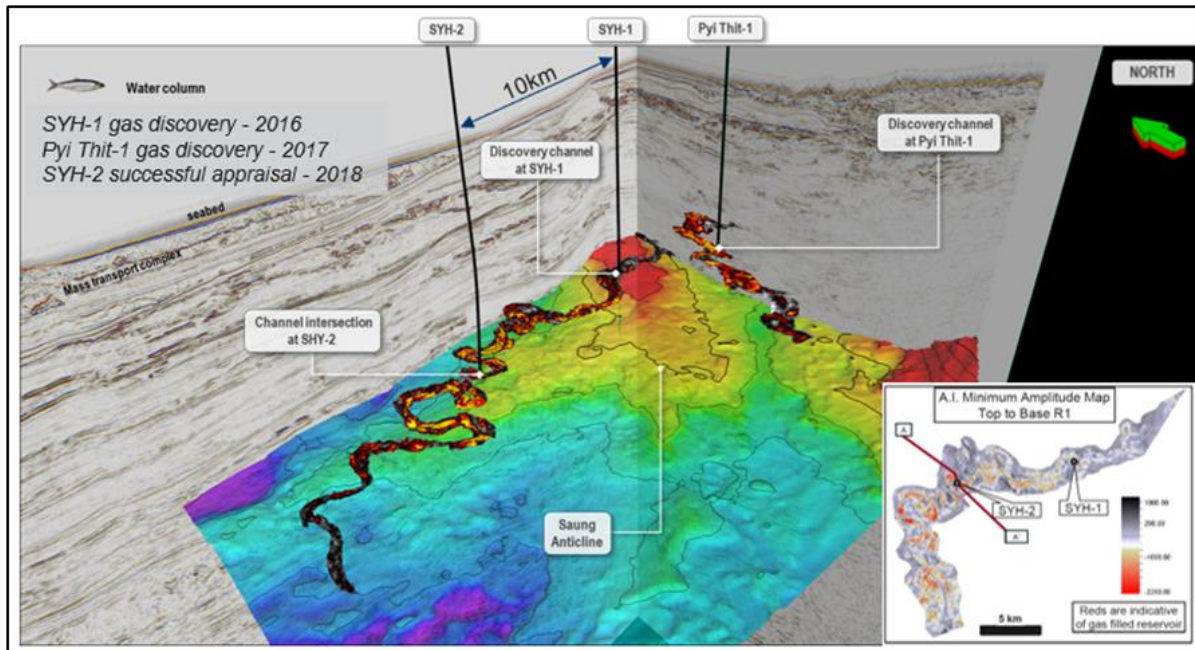 SYH-2
SYH-1
Pyi Thit-1
NORTH
10km
Water column
SYH-1 gas discovery - 2016
Pyi Thit-1 gas discovery - 2017
SYH-2 successful appraisal - 2018
Discovery channel
at SYH-1
Discovery channel
at Pyi Thit-1
seabed
Mass transport complex
Channel intersection
at SHY-2
Saung
Anticline
A.I. Minimum Amplitude Map
Top to Base R1
A
SYH-2
SYH-1
A'
5 km
Reds are indicative
of gas filled reservoir